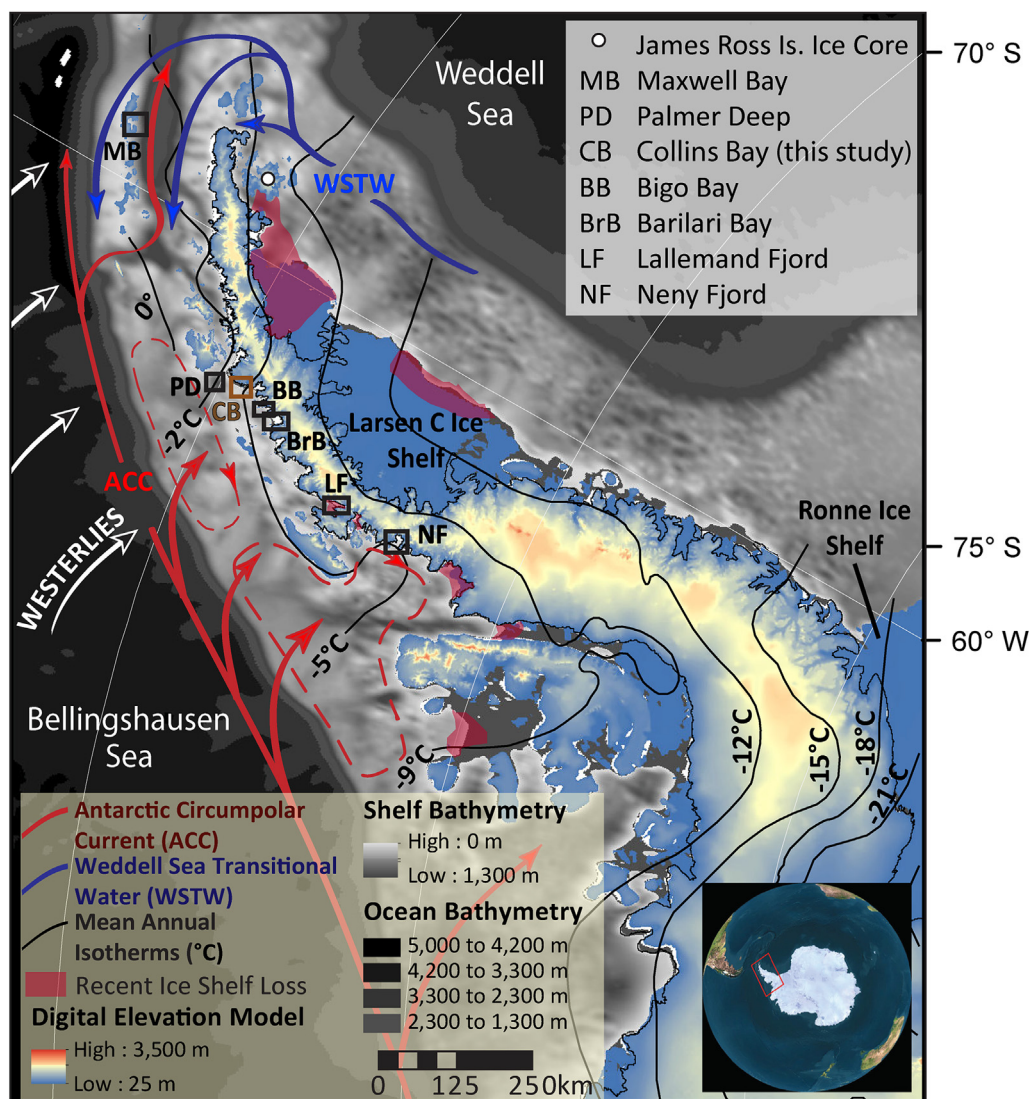 Weddell
Sea
James Ross Is. Ice Core
MB Maxwell Bay
PD Palmer Deep
CB Collins Bay (this study)
BB Bigo Bay
BrB Barilari Bay
LF Lallemand Fjord
NF Neny Fjord
70° S
MB
WSTW
0°
PD
CB
BB
BrB
-2°C
Larsen C Ice
Shelf
ACC
LF
NF
WESTERLIES
Ronne Ice
Shelf
75° S
60° W
-5°C
Bellingshausen
Sea
-9°C
-12°C
-15°C
-18°C
-21°C
Antarctic Circumpolar
Current (ACC)
Weddell Sea Transitional
Water (WSTW)
Mean Annual
Isotherms (°C)
Recent Ice Shelf Loss
Digital Elevation Model
High : 3,500 m
Low : 25 m
Shelf Bathymetry
High : 0 m
Low : 1,300 m
Ocean Bathymetry
5,000 to 4,200 m
4,200 to 3,300 m
3,300 to 2,300 m
2,300 to 1,300 m
0 125 250km